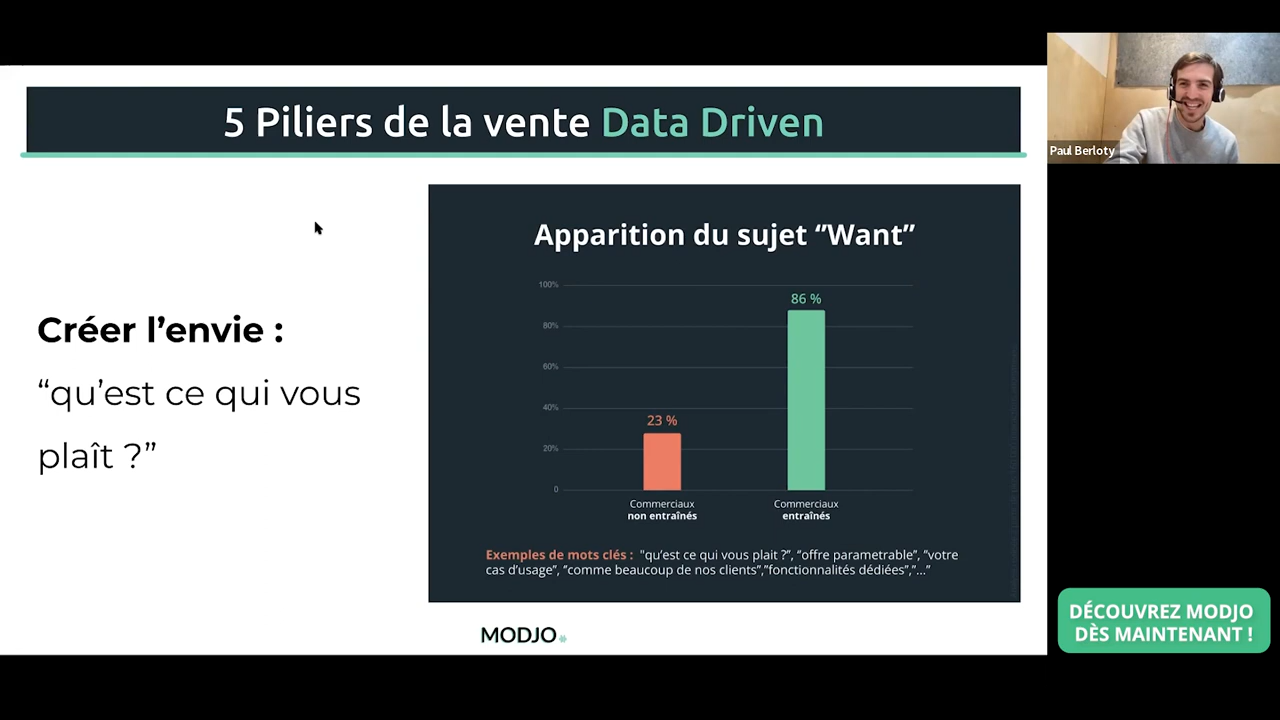 5 Piliers de la vente Data Driven
Paul Berloty
Créer l’envie :
“qu’est ce qui vous
plaît ?”
Apparition du sujet “Want”
100%
80%
60%
40%
20%
0
23 %
86 %
Commerciaux
non entraînés
Commerciaux
entraînés
Exemples de mots clés : "qu’est ce qui vous plait ?”, “offre parametrable”, “votre
cas d’usage”, “comme beaucoup de nos clients”,“fonctionnalités dédiées”,“...”
MODJO
DÉCOUVREZ MODJO
DÈS MAINTENANT !